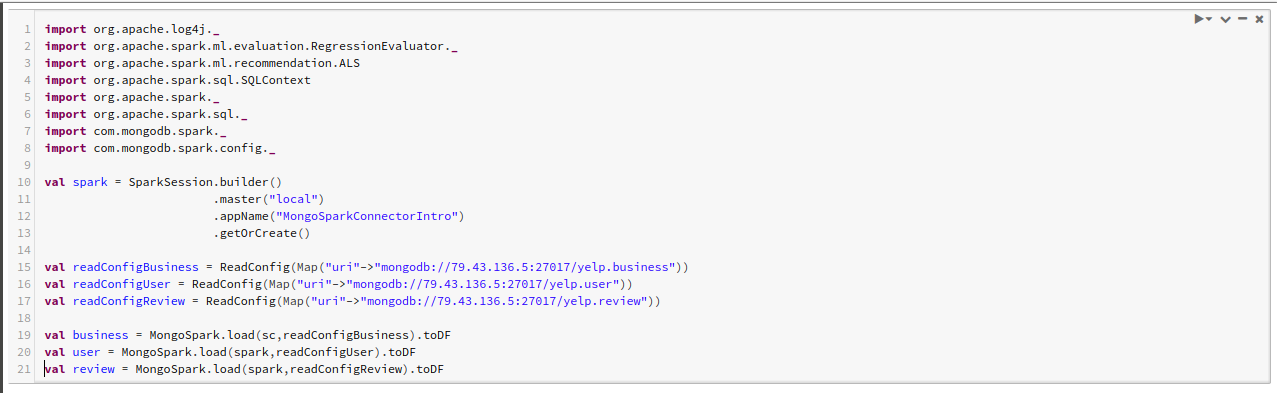 1 import org.apache.log4j._
2 import org.apache.spark.ml.evaluation.RegressionEvaluator._
3 import org.apache.spark.ml.recommendation.ALS
4 import org.apache.spark.sql.SQLContext
5 import org.apache.spark._
6 import org.apache.spark.sql._
7 import com.mongodb.spark._
8 import com.mongodb.spark.config._
9
10 val spark = SparkSession.builder()
11                         .master("local")
12                         .appName("MongoSparkConnectorIntro")
13                         .getOrCreate()
14
15 val readConfigBusiness = ReadConfig(Map("uri"->"mongodb://79.43.136.5:27017/yelp.business"))
16 val readConfigUser = ReadConfig(Map("uri"->"mongodb://79.43.136.5:27017/yelp.user"))
17 val readConfigReview = ReadConfig(Map("uri"->"mongodb://79.43.136.5:27017/yelp.review"))
18
19 val business = MongoSpark.load(sc,readConfigBusiness).toDF
20 val user = MongoSpark.load(spark,readConfigUser).toDF
21 val review = MongoSpark.load(spark,readConfigReview).toDF